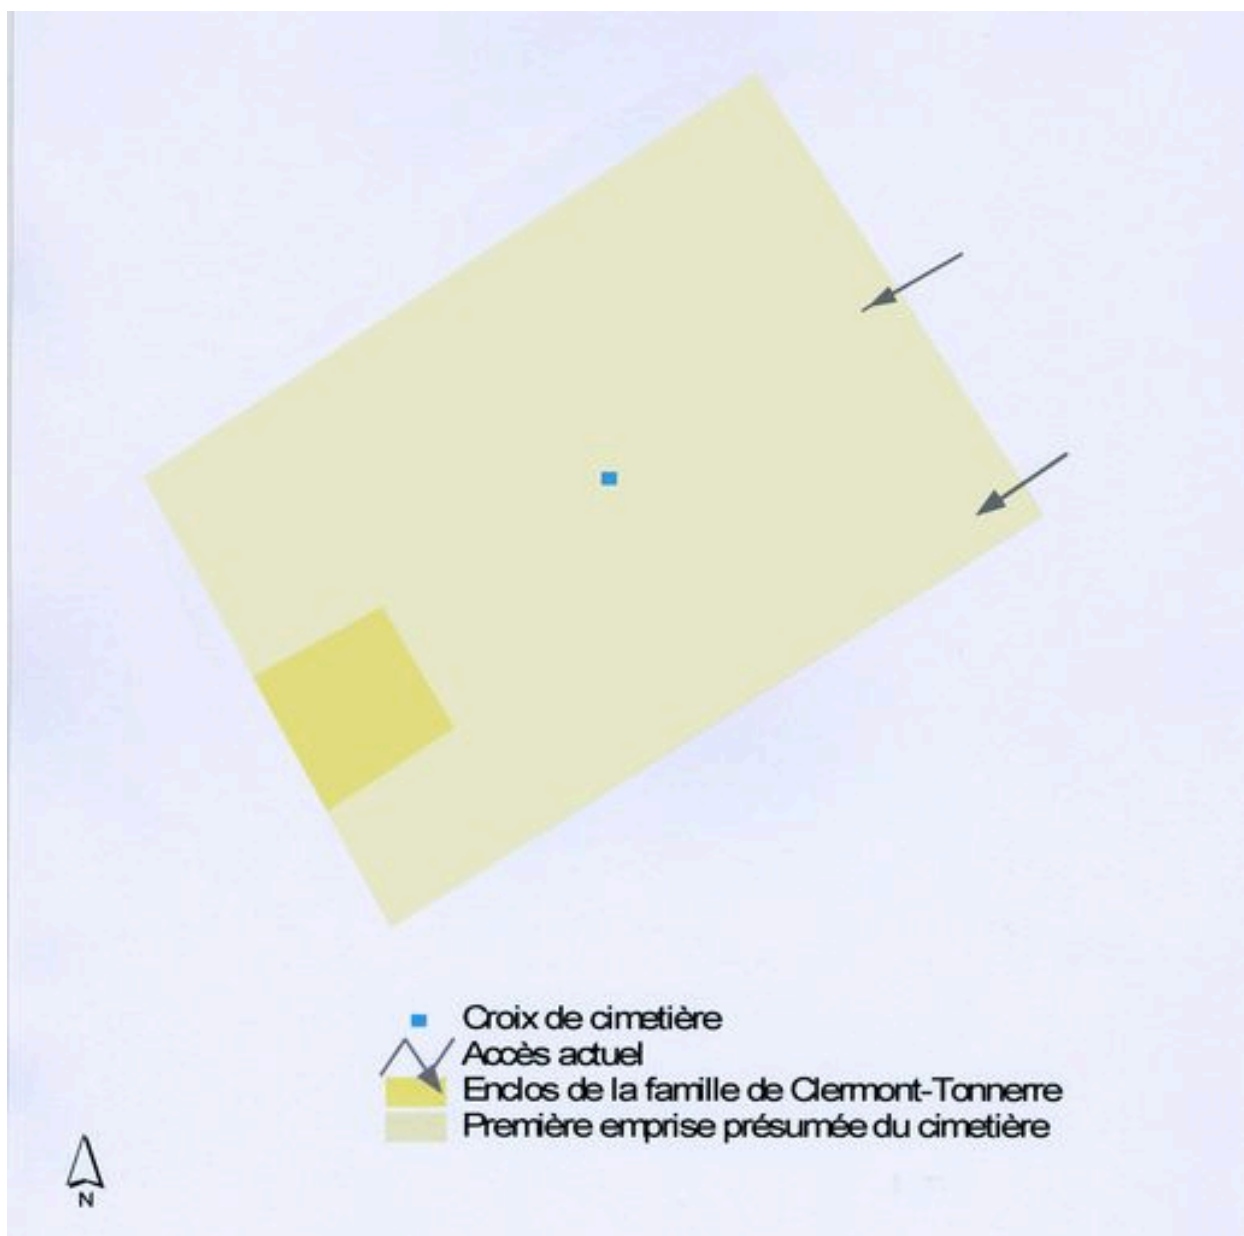 Croix de cimetière
Accès actuel
Enclos de la famille de Clermont-Tonnerre
Première emprise présumée du cimetière
N